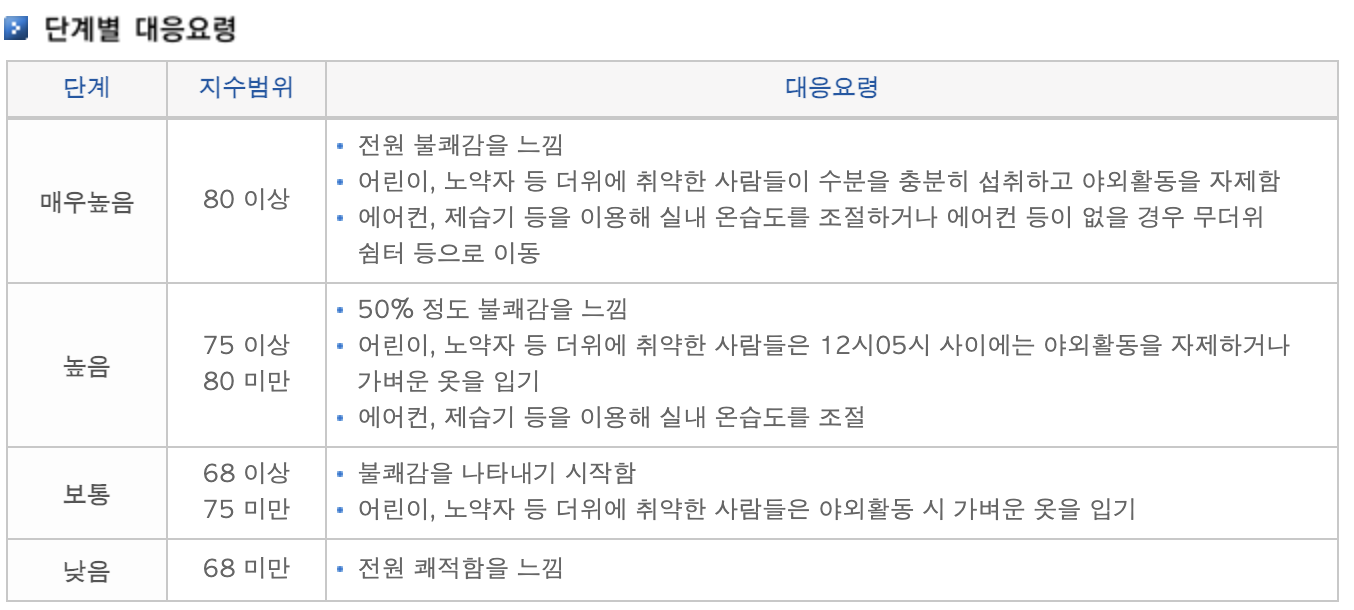 단계별 대응요령
단계 지수범위 대응요령
매우높음
80 이상
전원 불쾌감을 느낌
어린이, 노약자 등 더위에 취약한 사람들이 수분을 충분히 섭취하고 야외활동을 자제함
에어컨, 제습기 등을 이용해 실내 온습도를 조절하거나 에어컨 등이 없을 경우 무더위
쉼터 등으로 이동
높음
75 이상
80 미만
50% 정도 불쾌감을 느낌
어린이, 노약자 등 더위에 취약한 사람들은 12시05시 사이에는 야외활동을 자제하거나
가벼운 옷을 입기
에어컨, 제습기 등을 이용해 실내 온습도를 조절
보통
68 이상
75 미만
불쾌감을 나타내기 시작함
어린이, 노약자 등 더위에 취약한 사람들은 야외활동 시 가벼운 옷을 입기
낮음
68 미만
전원 쾌적함을 느낌